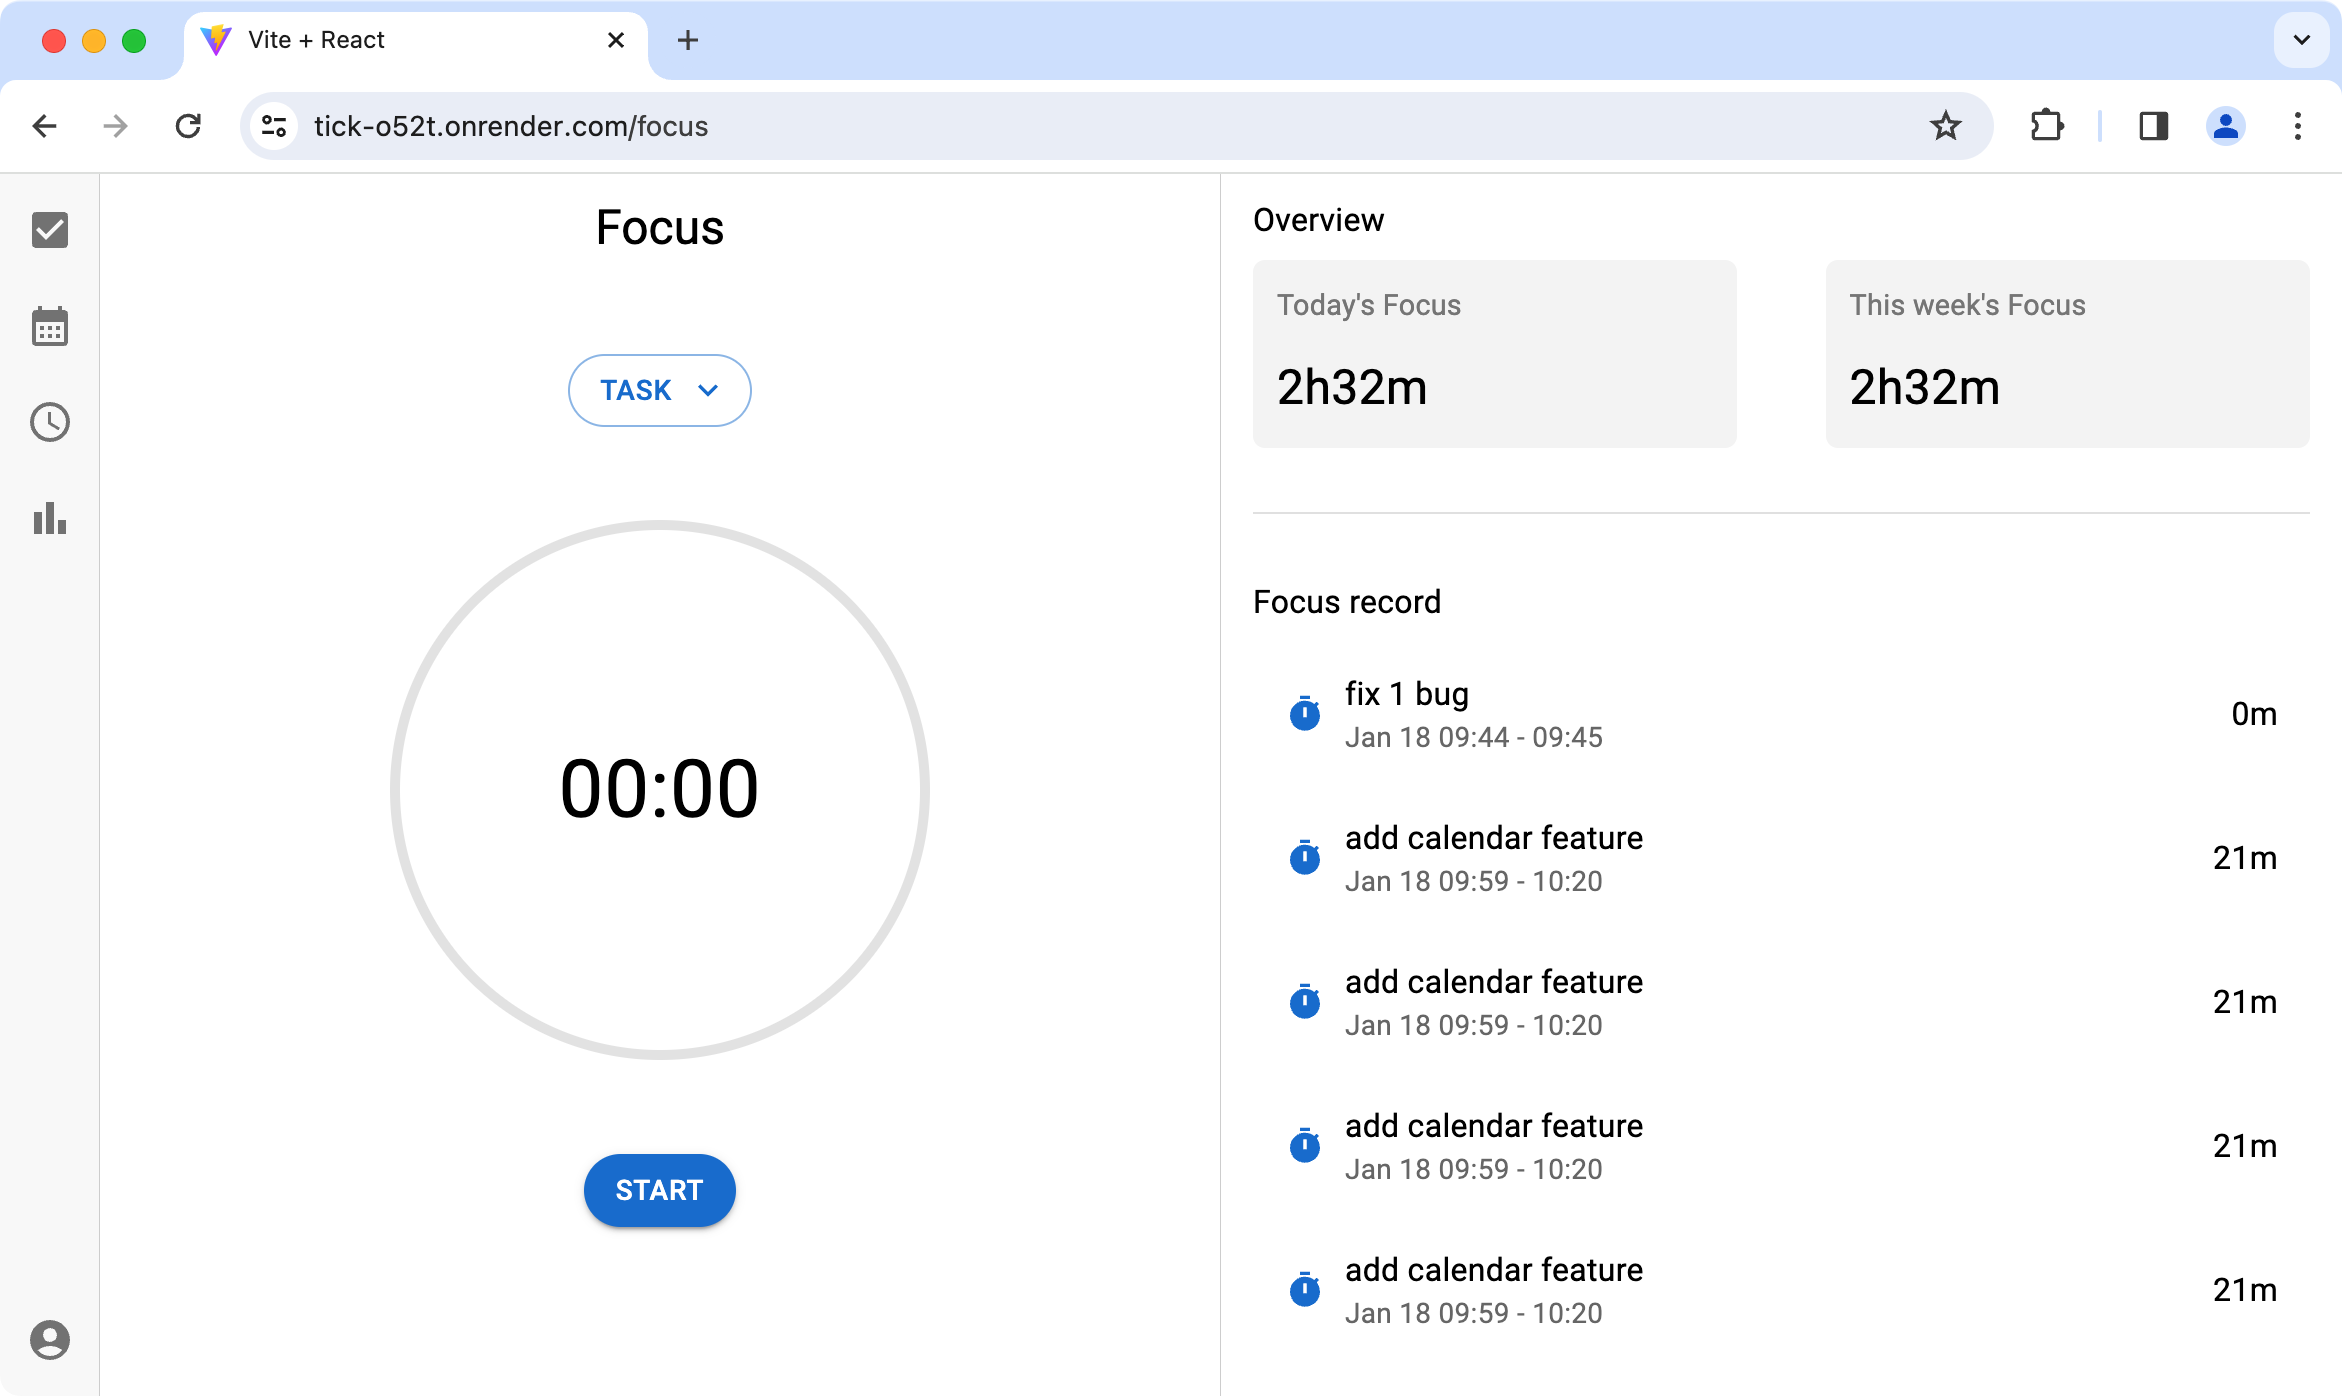 Vite + React
tick-o52t.onrender.com/focus
Focus
TASK
00:00
START
Overview
Today's Focus
2h32m
This week's Focus
2h32m
Focus record
fix 1 bug
Jan 18 09:44 - 09:45
0m
add calendar feature
Jan 18 09:59 - 10:20
21m
add calendar feature
Jan 18 09:59 - 10:20
21m
add calendar feature
Jan 18 09:59 - 10:20
21m
add calendar feature
Jan 18 09:59 - 10:20
21m